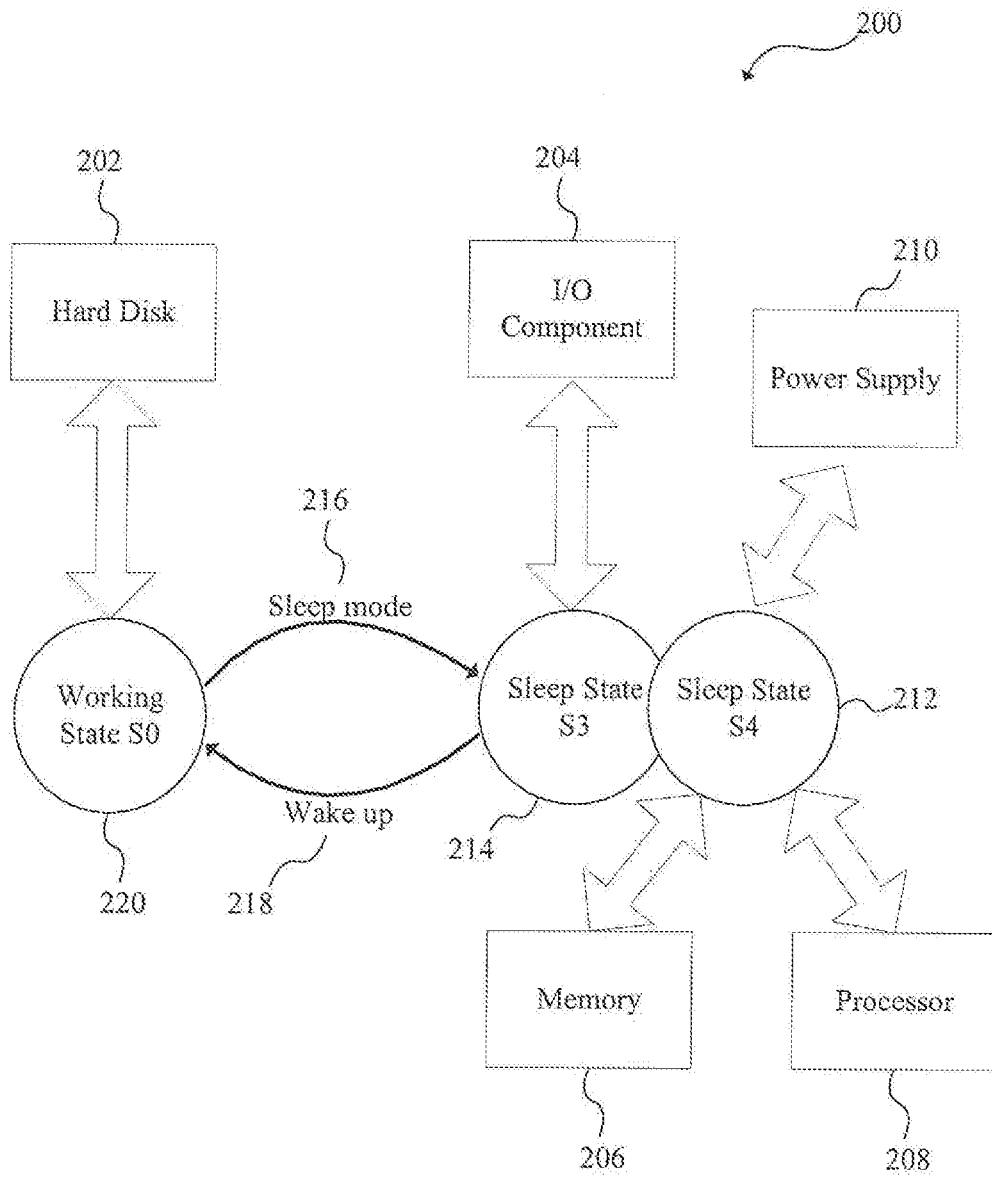 200
202
204
210
Hard Disk
I/O
Component
Power Supply
216
Sleep mode
Working
State S0
Sleep State
S3
Sleep State
S4
212
Wake up
214
220
218
Memory
Processor
206
208